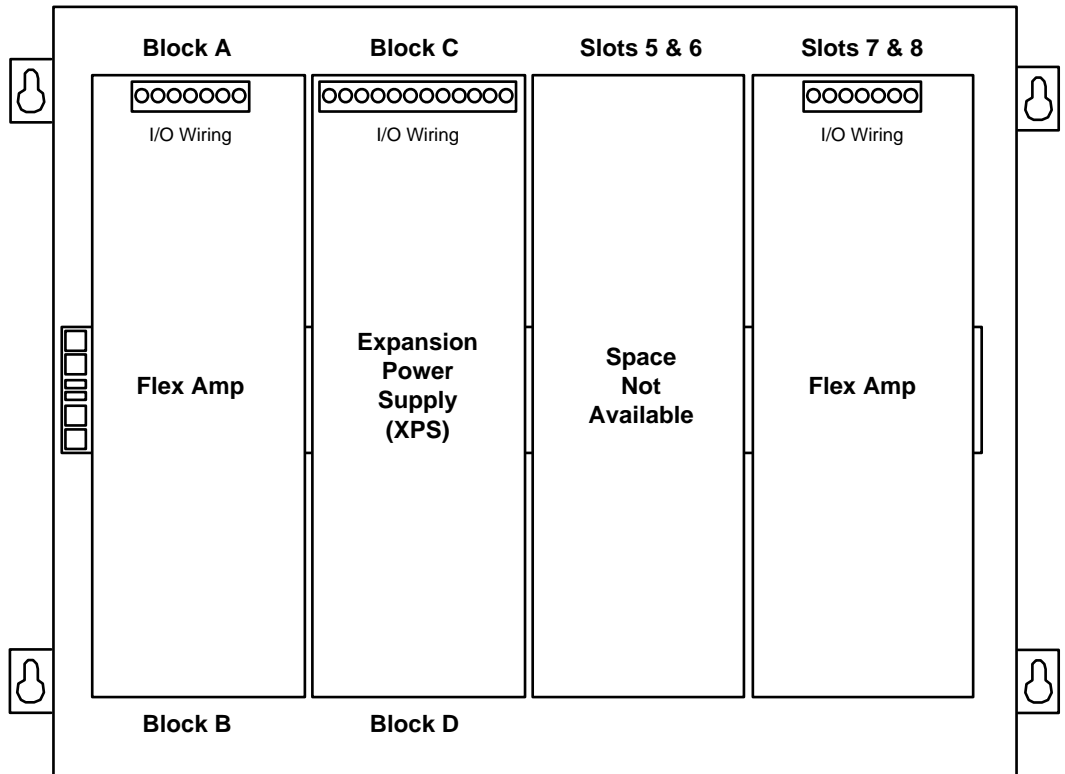 Block A
Block C
Slots 5 & 6
Slots 7 & 8
I/O Wiring
I/O Wiring
I/O Wiring
Flex Amp
Expansion
Power
Supply
(XPS)
Space
Not
Available
Flex Amp
Block B
Block D